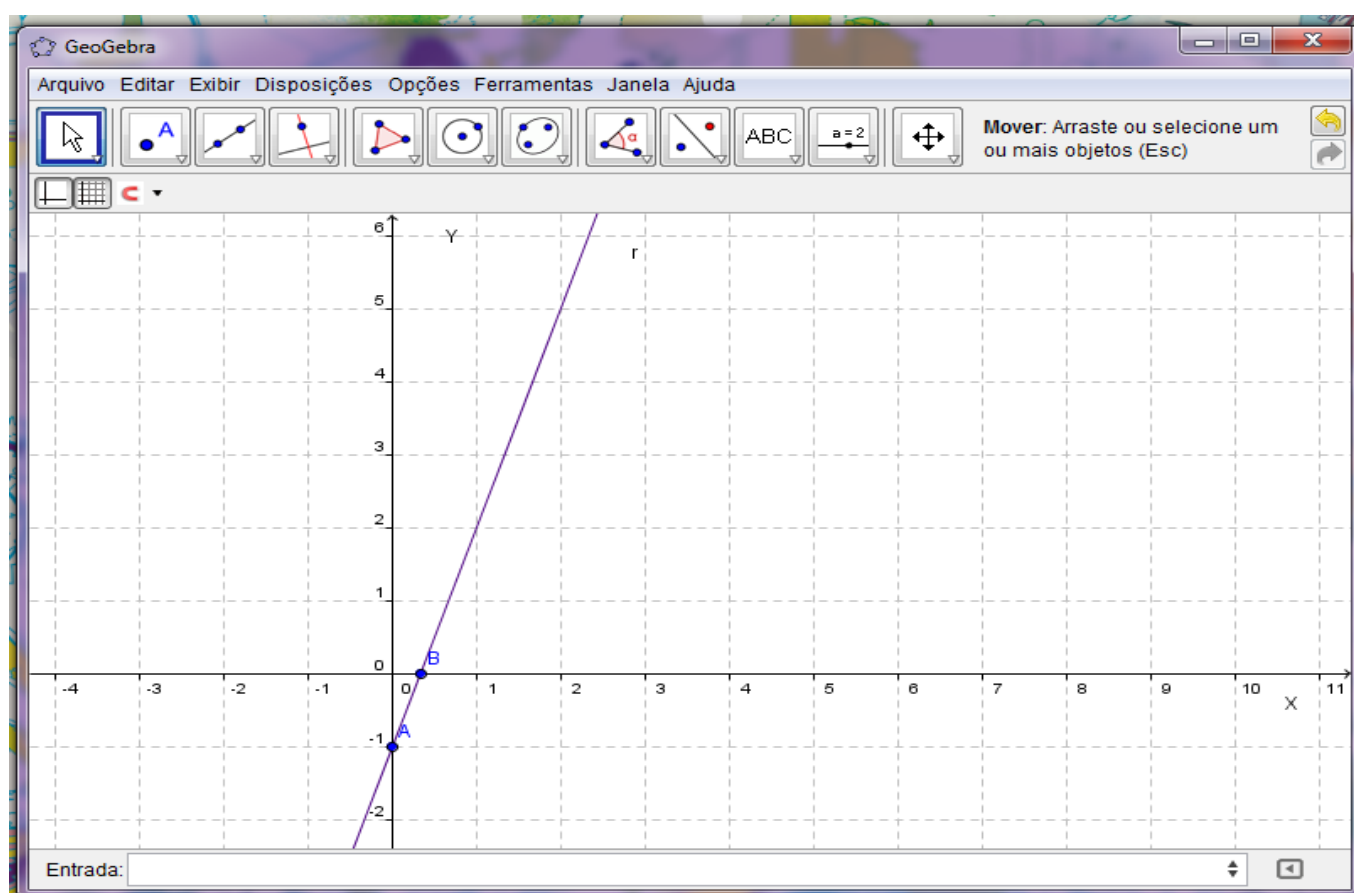 GeoGebra
Arquivo Editar Exibir Disposições Opções Ferramentas Janela Ajuda
A
α
ABC
a=2
Mover: Arraste ou selecione um
ou mais objetos (Esc)
6
Y
r
5
4
3
2
1
0
B
-4 -3 -2 -1 0 1 2 3 4 5 6 7 8 9 10 11
X
A
-1
-2
Entrada: